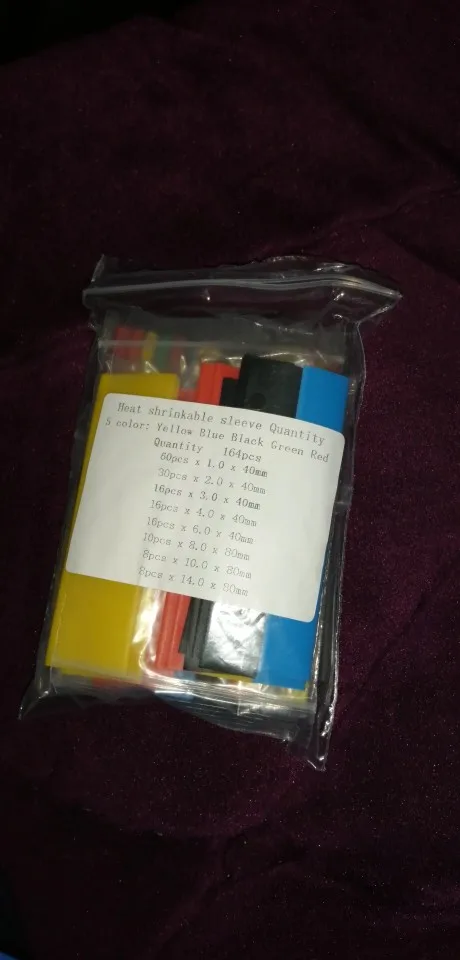 Heat shrinkable sleeve Quantity
5 color: Yellow Blue Black Green Red
Quantity 164pcs
60pcs x 1.0 x 40mm
30pcs x 2.0 x 40mm
16pcs x 3.0 x 40mm
16pcs x 4.0 x 40mm
16pcs x 6.0 x 40mm
10pcs x 8.0 x 80mm
8pcs x 10.0 x 80mm
8pcs x 14.0 x 80mm